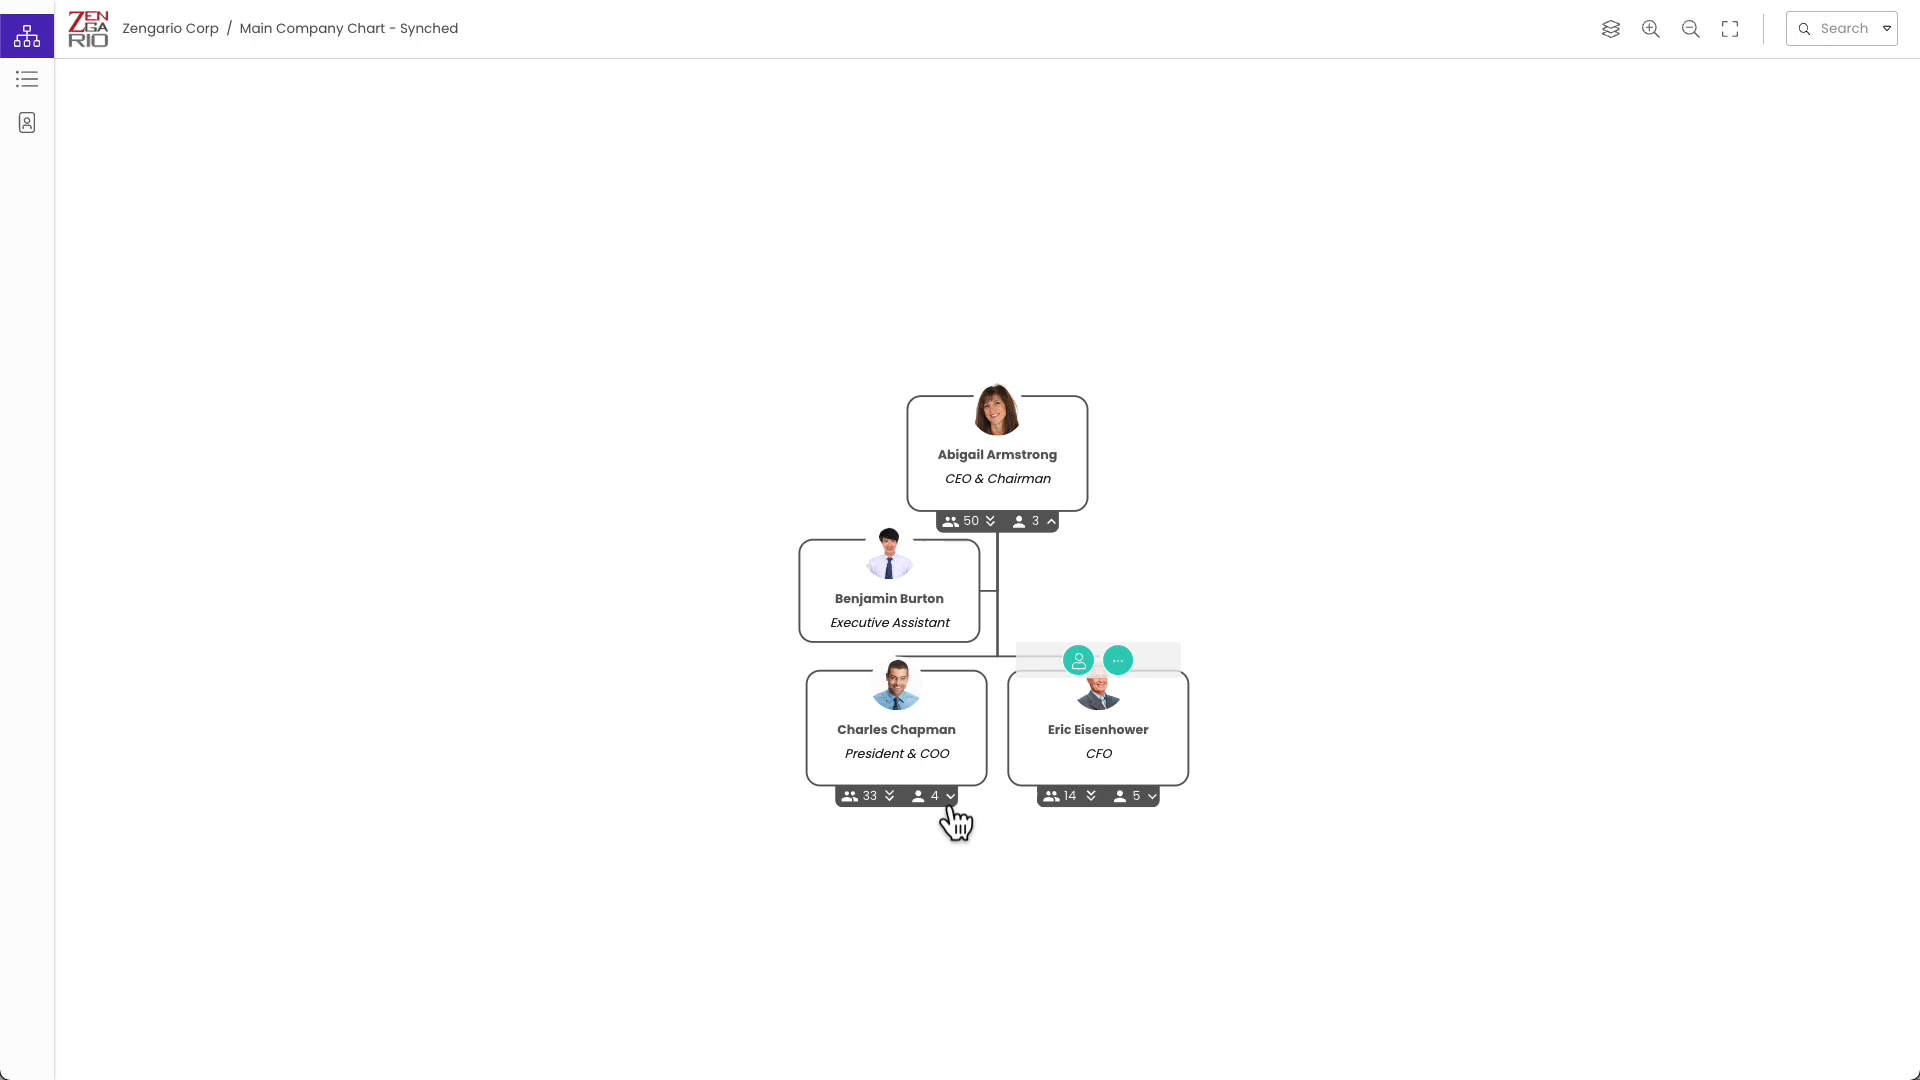 ZEN
GA
RIO
Zengario Corp / Main Company Chart - Synched
Search
Abigail Armstrong
CEO & Chairman
50 3
Benjamin Burton
Executive Assistant
Charles Chapman
President & COO
33 4
Eric Eisenhower
CFO
14 5